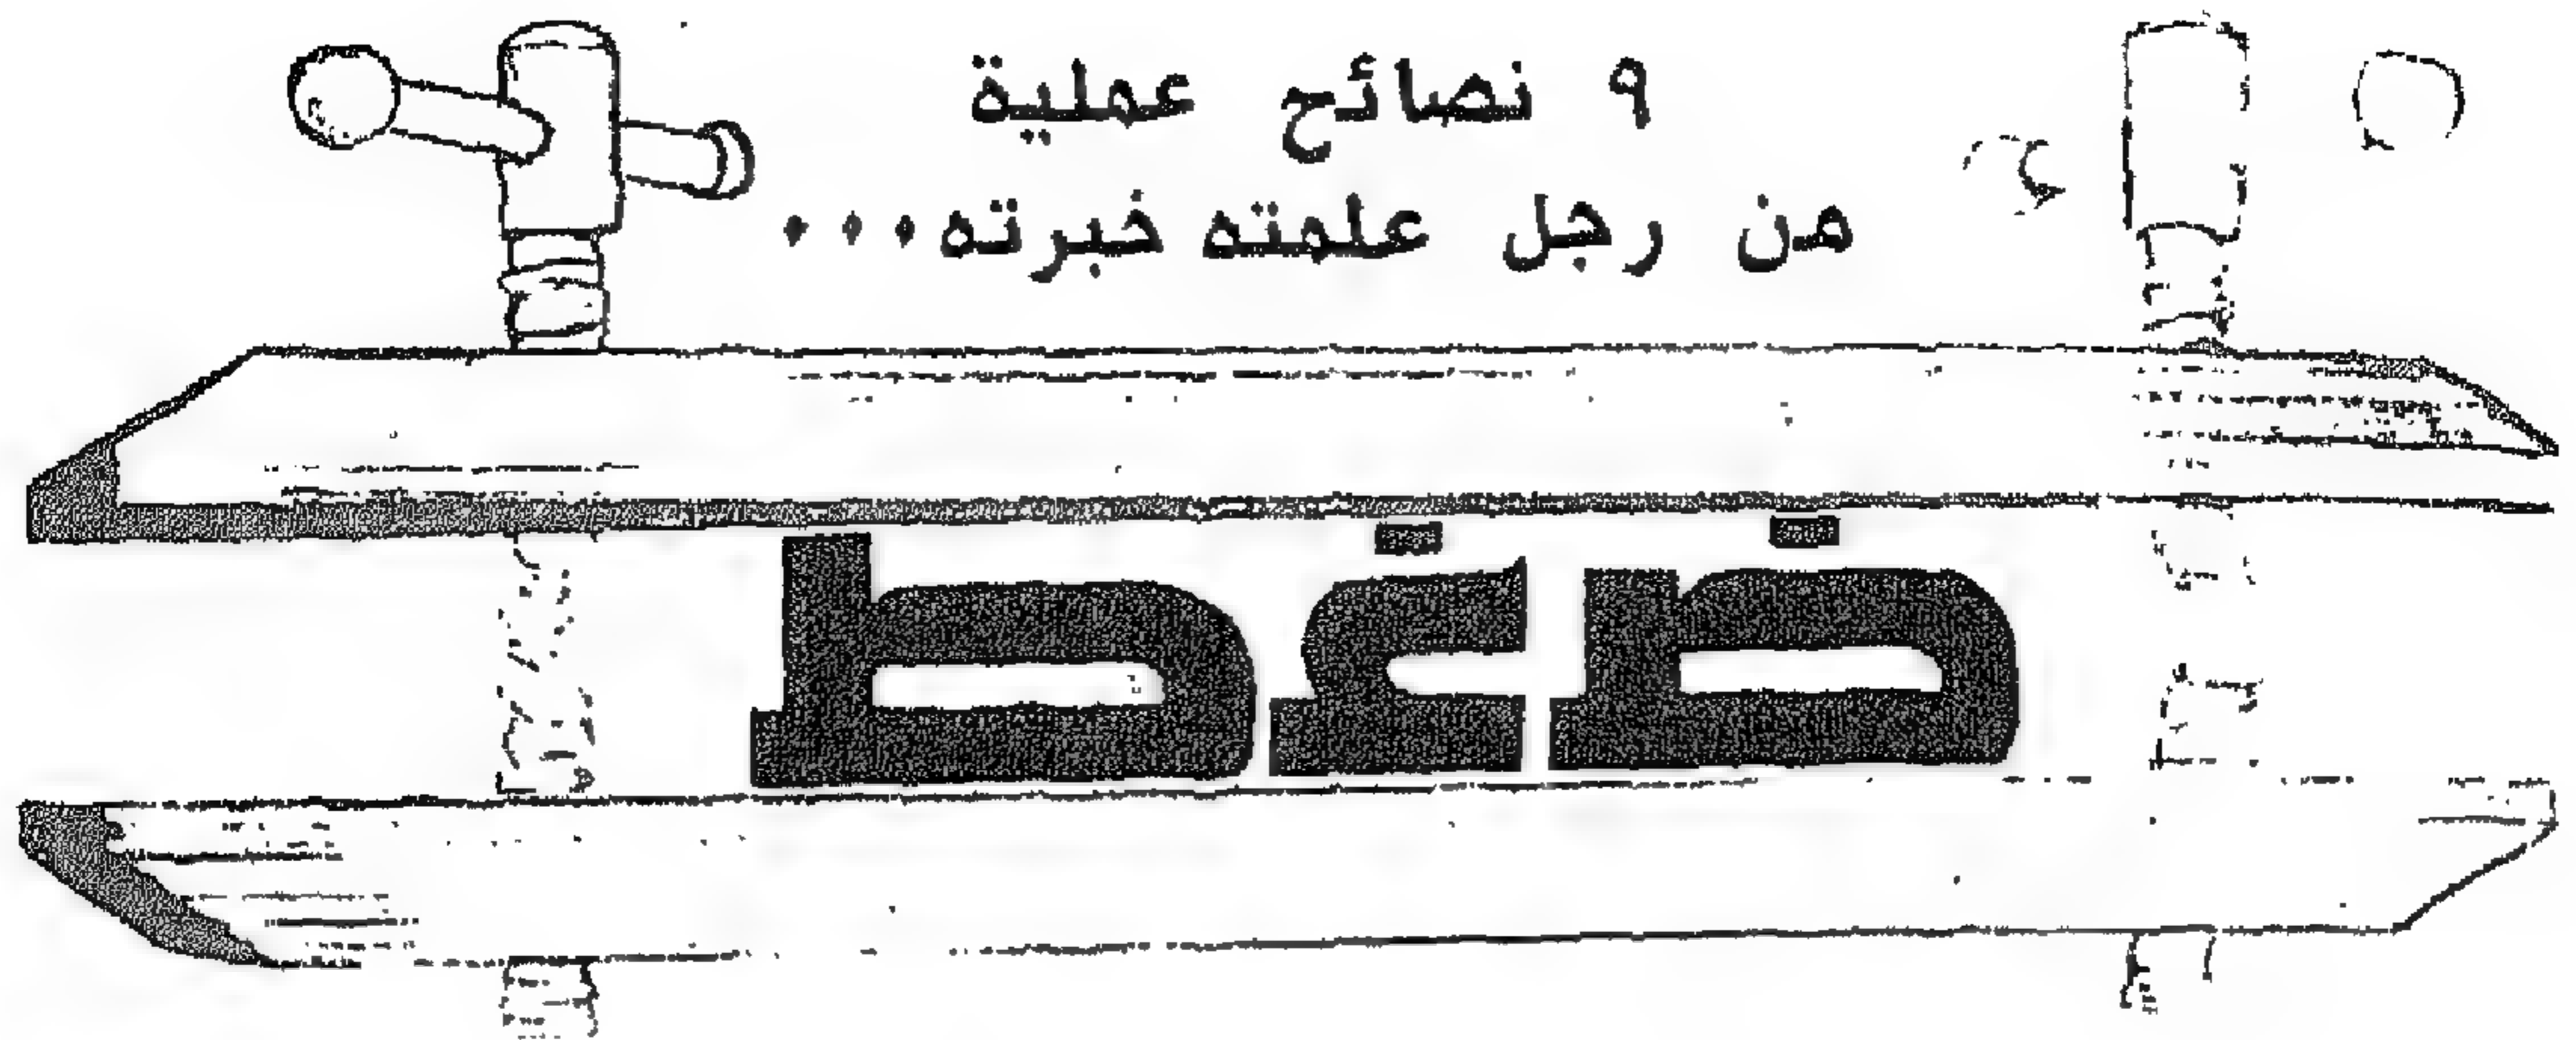 ٩ نصائح عملية
من رجل علمته خبرته...
ضغط